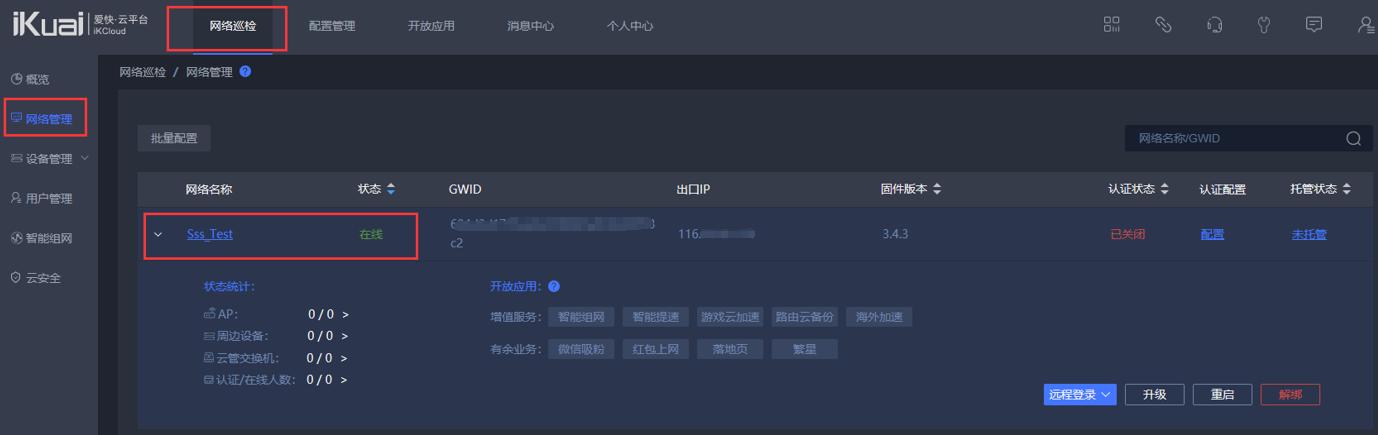 iKuai 爱快·云平台
iKCloud
网络巡检 配置管理 开放应用 消息中心 个人中心
概览
网络管理
设备管理
用户管理
智能组网
云安全
网络巡检 / 网络管理 ?
批量配置
网络名称/GWID
网络名称 状态 GWID 出口IP 固件版本 认证状态 认证配置 托管状态
Sss_Test 在线 c2 116. 3.4.3 已关闭 配置 未托管
状态统计:
AP: 0 / 0 >
周边设备: 0 / 0 >
云管交换机: 0 / 0 >
认证/在线人数: 0 / 0 >
开放应用: ?
增值服务: 智能组网 智能提速 游戏云加速 路由云备份 海外加速
有余业务: 微信吸粉 红包上网 落地页 繁星
远程登录 升级 重启 解绑